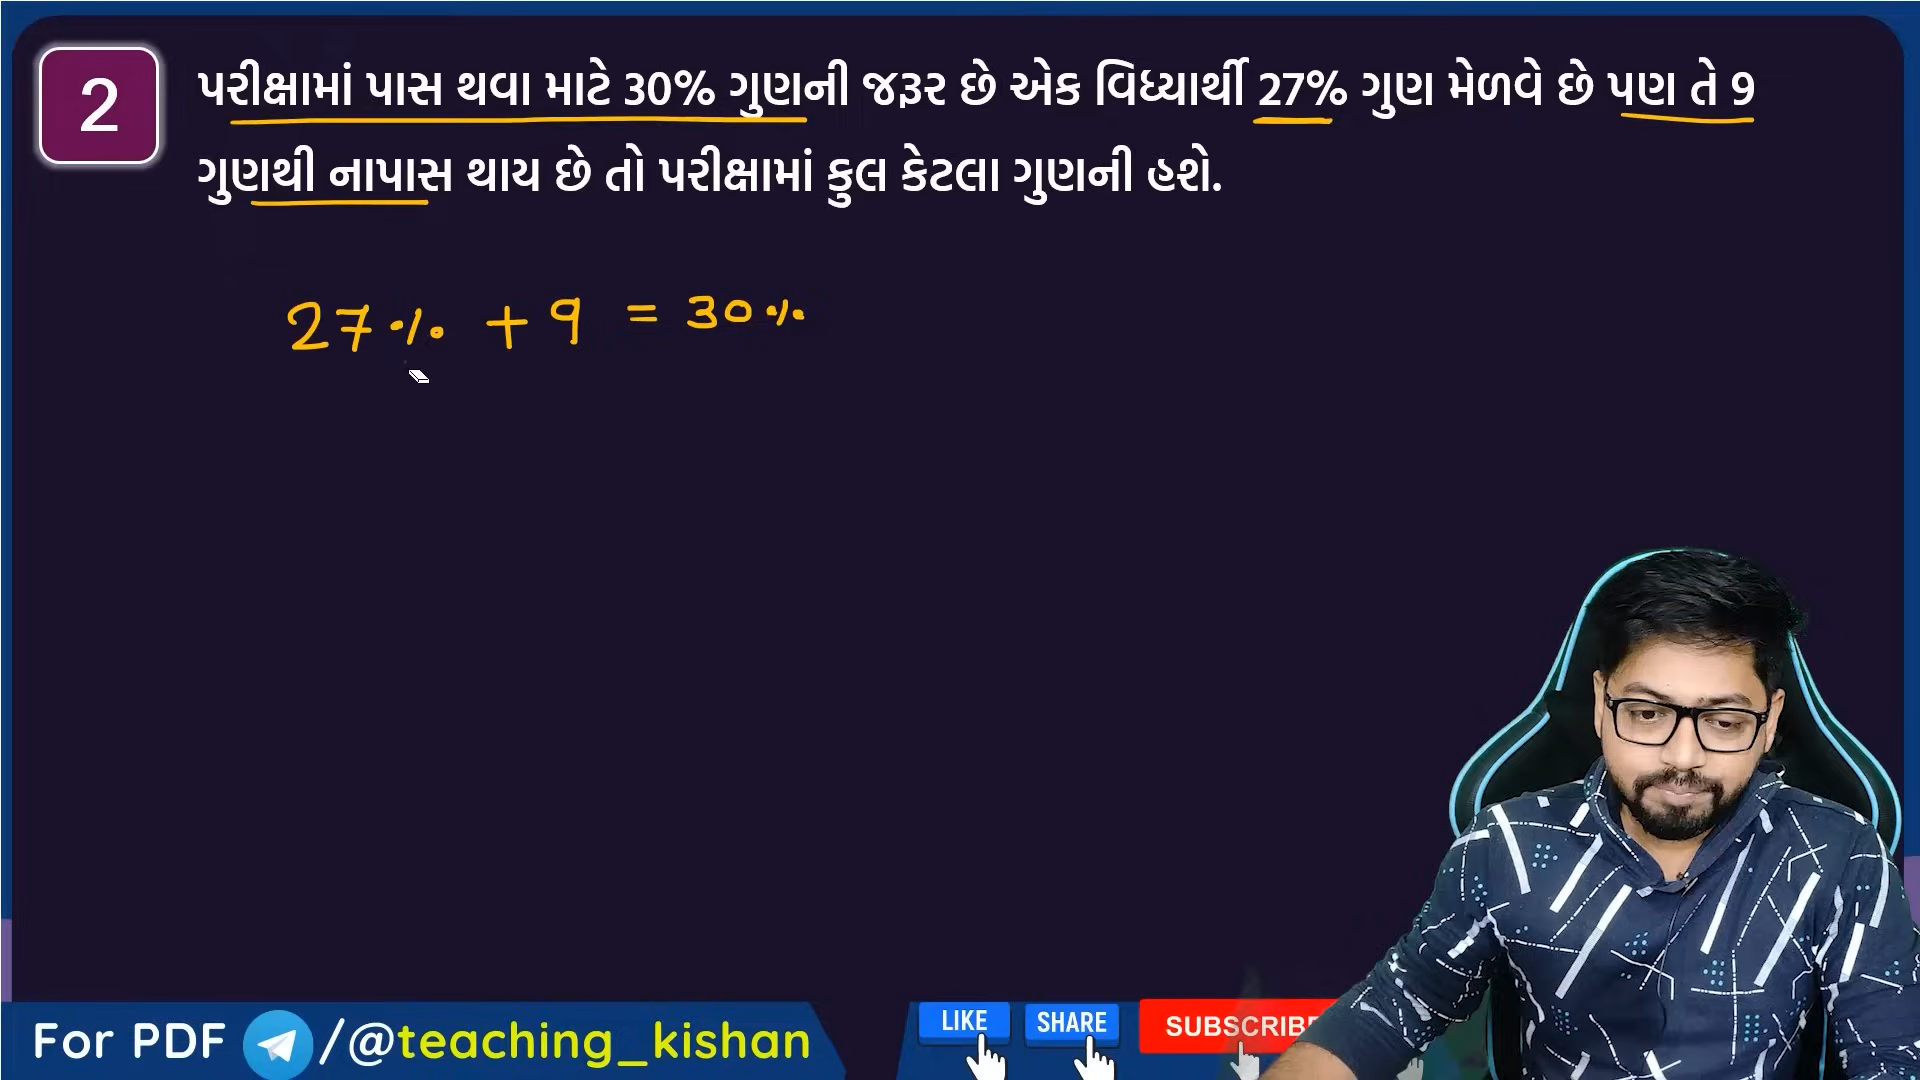 2
પરીક્ષામાં પાસ થવા માટે 30% ગુણની જરૂર છે એક વિધ્યાર્થી 27% ગુણ મેળવે છે પણ તે 9
ગુણથી નાપાસ થાય છે તો પરીક્ષામાં કુલ કેટલા ગુણની હશે.
27% + 9 = 30%
For PDF /@teaching_kishan
LIKE
SHARE
SUBSCRIBE